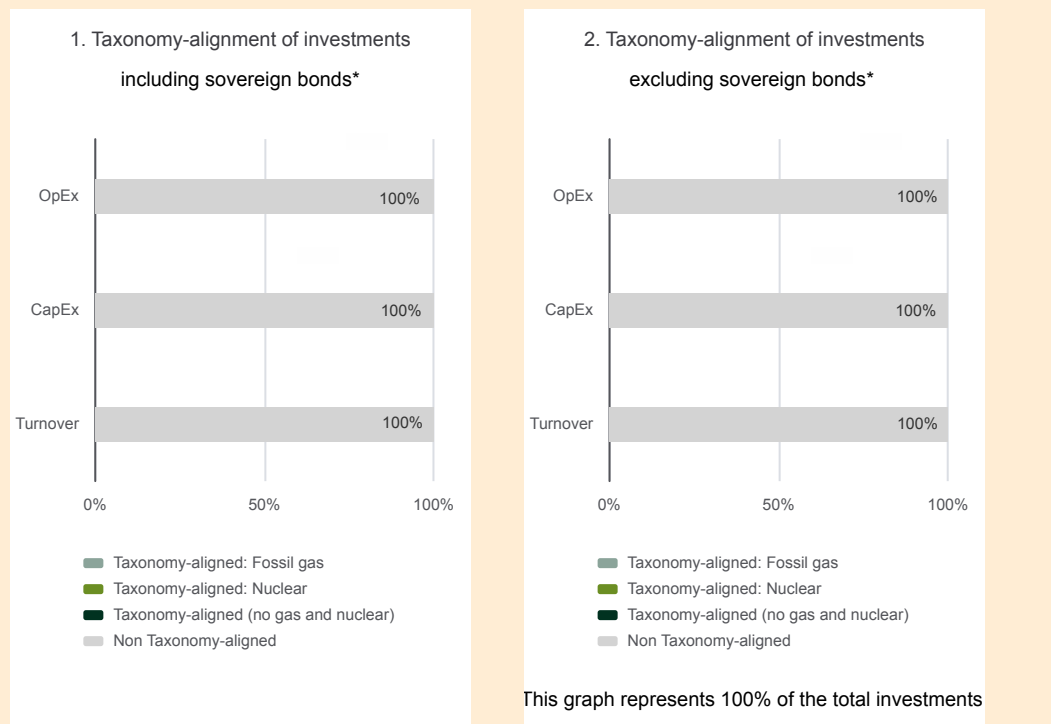 1. Taxonomy-alignment of investments
including sovereign bonds*
OpEx
100%
CapEx
100%
Turnover
100%
0%
50%
100%
Taxonomy-aligned: Fossil gas
Taxonomy-aligned: Nuclear
Taxonomy-aligned (no gas and nuclear)
Non Taxonomy-aligned
2. Taxonomy-alignment of investments
excluding sovereign bonds*
OpEx
100%
CapEx
100%
Turnover
100%
0%
50%
100%
Taxonomy-aligned: Fossil gas
Taxonomy-aligned: Nuclear
Taxonomy-aligned (no gas and nuclear)
Non Taxonomy-aligned
This graph represents 100% of the total investments